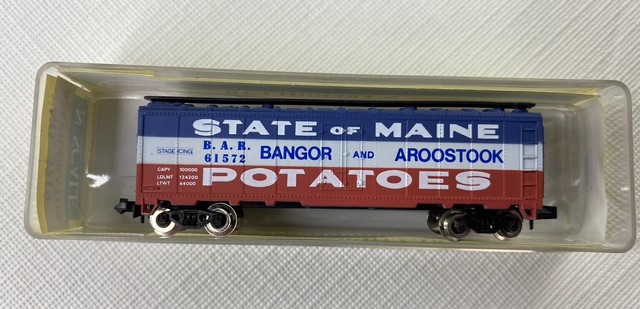 STATE OF MAINE
B. A. R.
61572
BANGOR AND AROOSTOOK
STAGE ICING
CAPY 100000
LDLMT 124200
LTWT 44000
POTATOES